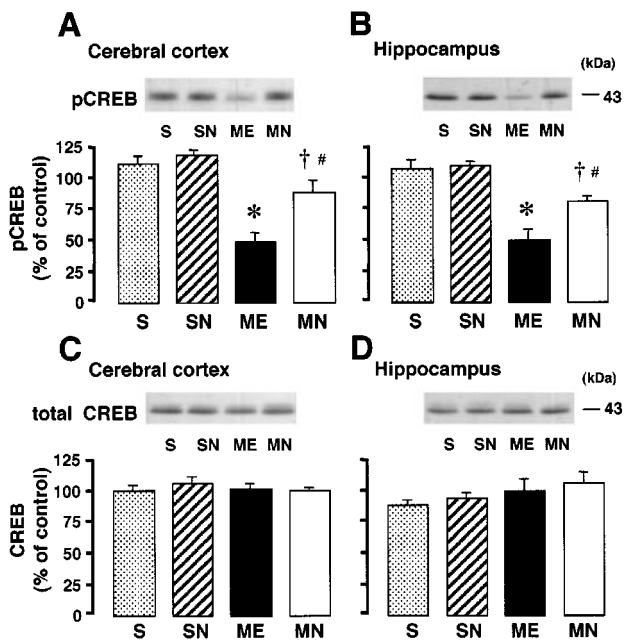 A
Cerebral cortex
pCREB
S SN ME MN
125
100
75
50
25
0
pCREB
(% of control)
*
† #
S SN ME MN
B
Hippocampus
(kDa)
43
S SN ME MN
*
† #
S SN ME MN
C
Cerebral cortex
total CREB
S SN ME MN
125
100
75
50
25
0
CREB
(% of control)
S SN ME MN
D
Hippocampus
(kDa)
43
S SN ME MN
S SN ME MN